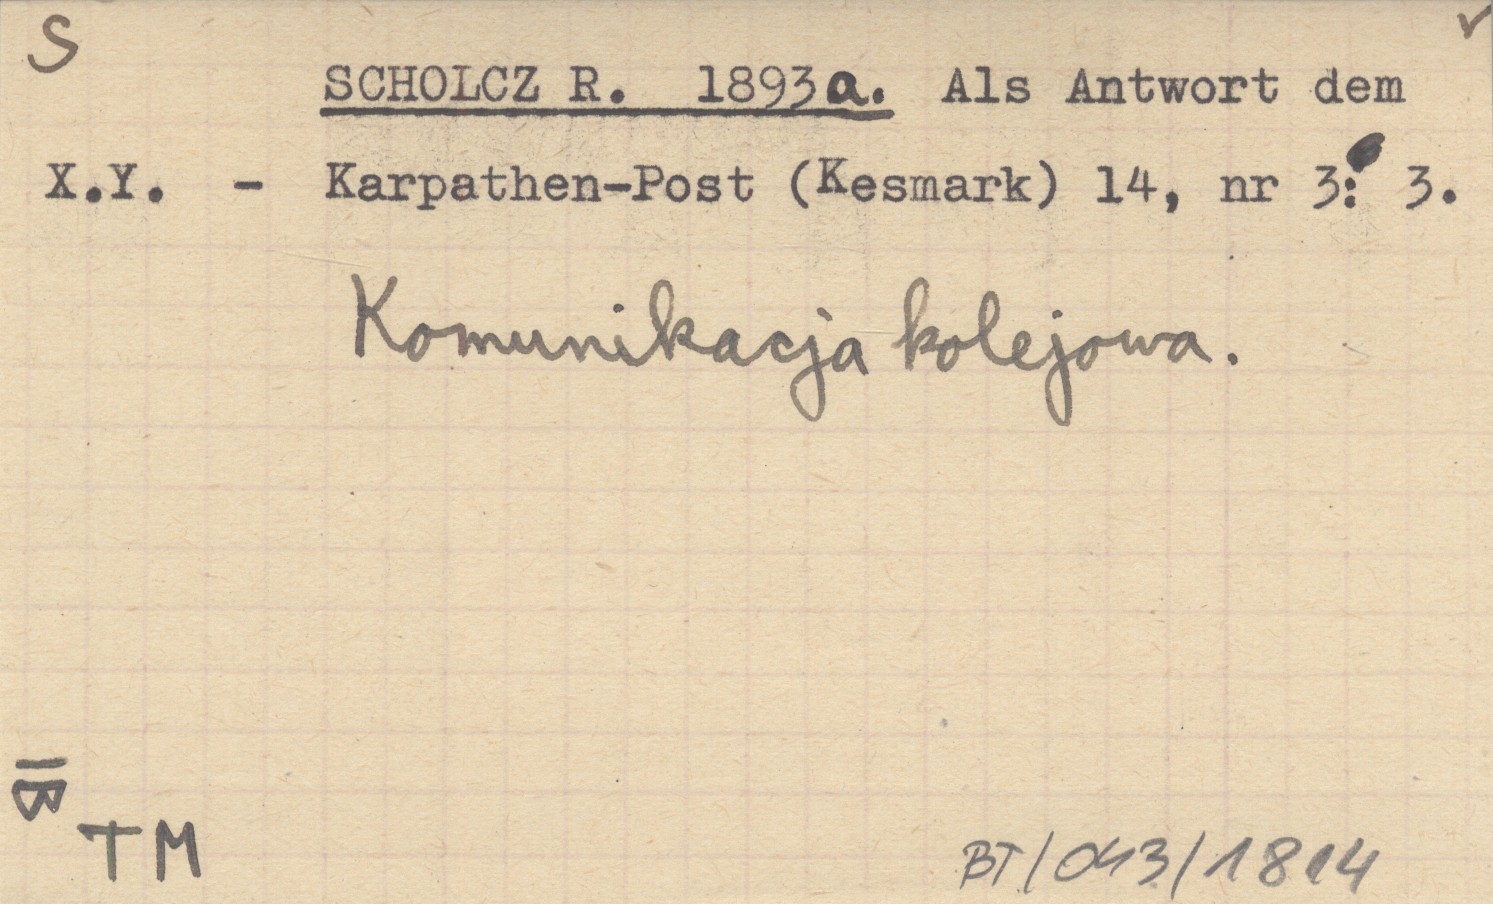 S
SCHOLCZ R. 1893a. Als Antwort dem
X.Y. - Karpathen-Post (Kesmark) 14, nr 3: 3.
Komunikacja kolejowa.
TM
BT/043/1814